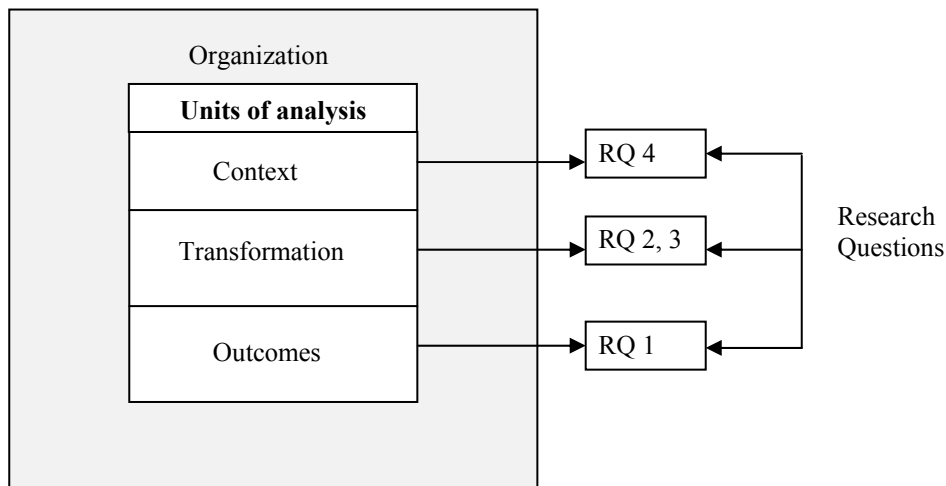 Organization
Units of analysis
Context
RQ 4
Transformation
RQ 2, 3
Outcomes
RQ 1
Research
Questions